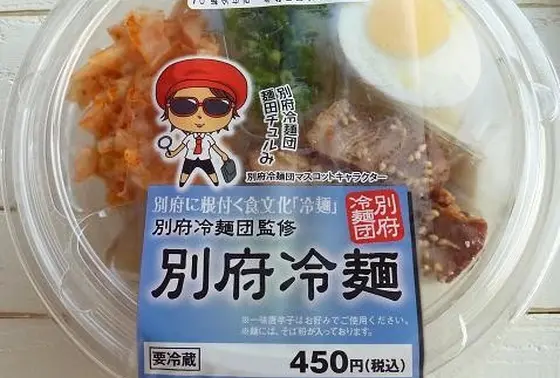 別府冷麺団
麺田チュルみ
別府冷麺団マスコットキャラクター
別府に根付く食文化「冷麺」
別府冷麺団監修
別府
冷麺団
別府冷麺
※一味唐辛子はお好みでご使用ください。
※麺には、そば粉が入っております。
要冷蔵
450円(税込)